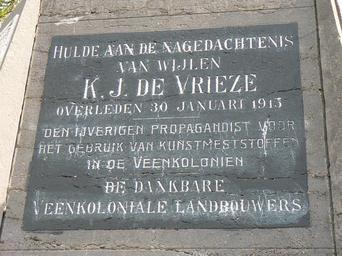 HULDE AAN DE NAGEDACHTENIS
VAN WIJLEN
K. J. DE VRIEZE
OVERLEDEN 30 JANUARI 1915
DEN IJVERIGEN PROPAGANDIST VOOR
HET GEBRUIK VAN KUNSTMESTSTOFFEN
IN DE VEENKOLONIEN
DE DANKBARE
VEENKOLONIALE LANDBOUWERS